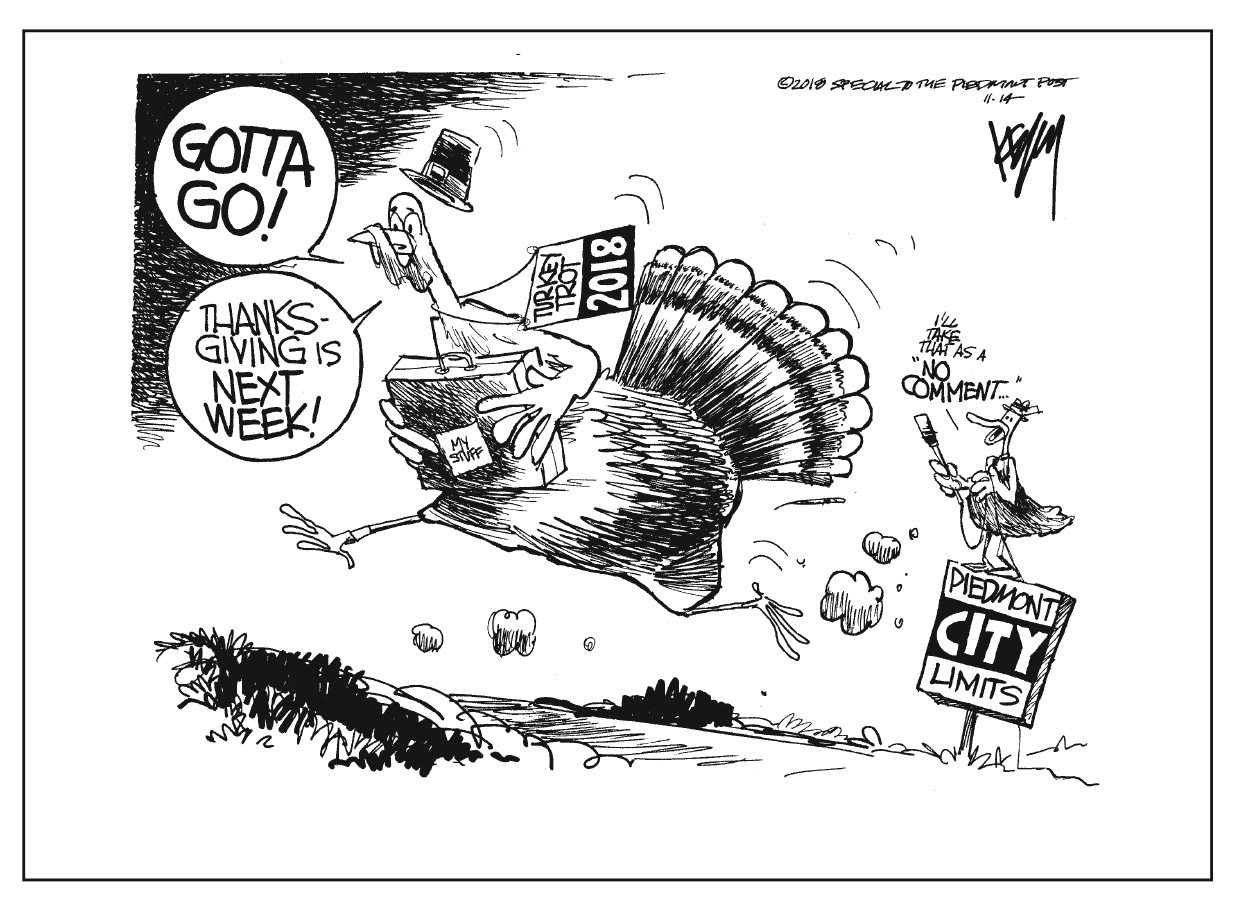 ©2018 SPECIAL TO THE PIEDMONT POST
11-14
GOTTA
GO!
THANKS-
GIVING IS
NEXT
WEEK!
TURKEY
TROT
2018
MY
STUFF
I'LL
TAKE
THAT AS A
"NO
COMMENT..."
PIEDMONT
CITY
LIMITS